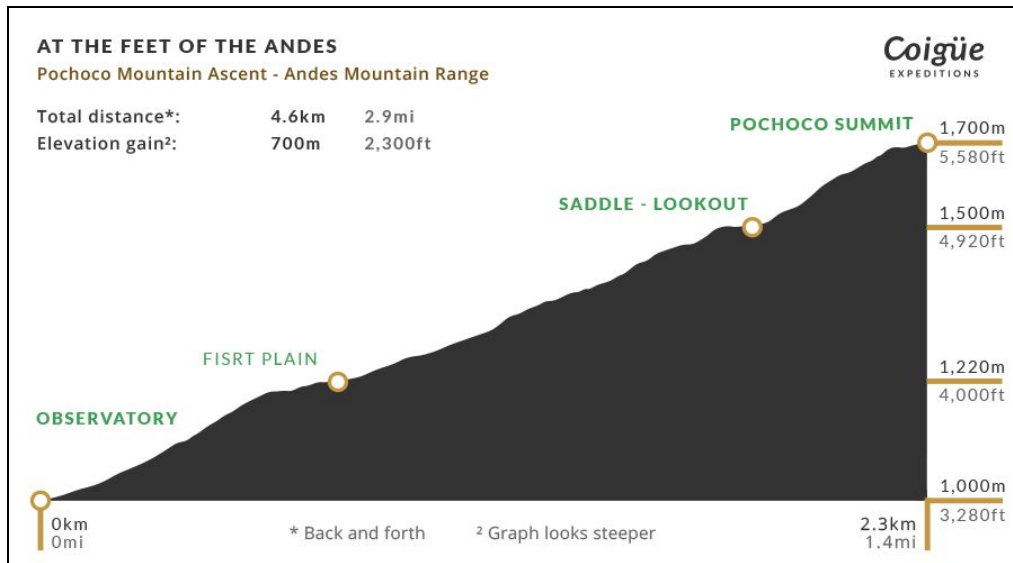 AT THE FEET OF THE ANDES
Pochoco Mountain Ascent - Andes Mountain Range
Coigüe
EXPEDITIONS
Total distance*: 4.6km 2.9mi
Elevation gain²: 700m 2,300ft
POCHOCO SUMMIT
1,700m
5,580ft
SADDLE - LOOKOUT
1,500m
4,920ft
FISRT PLAIN
1,220m
4,000ft
OBSERVATORY
1,000m
3,280ft
0km
0mi
* Back and forth ² Graph looks steeper
2.3km
1.4mi